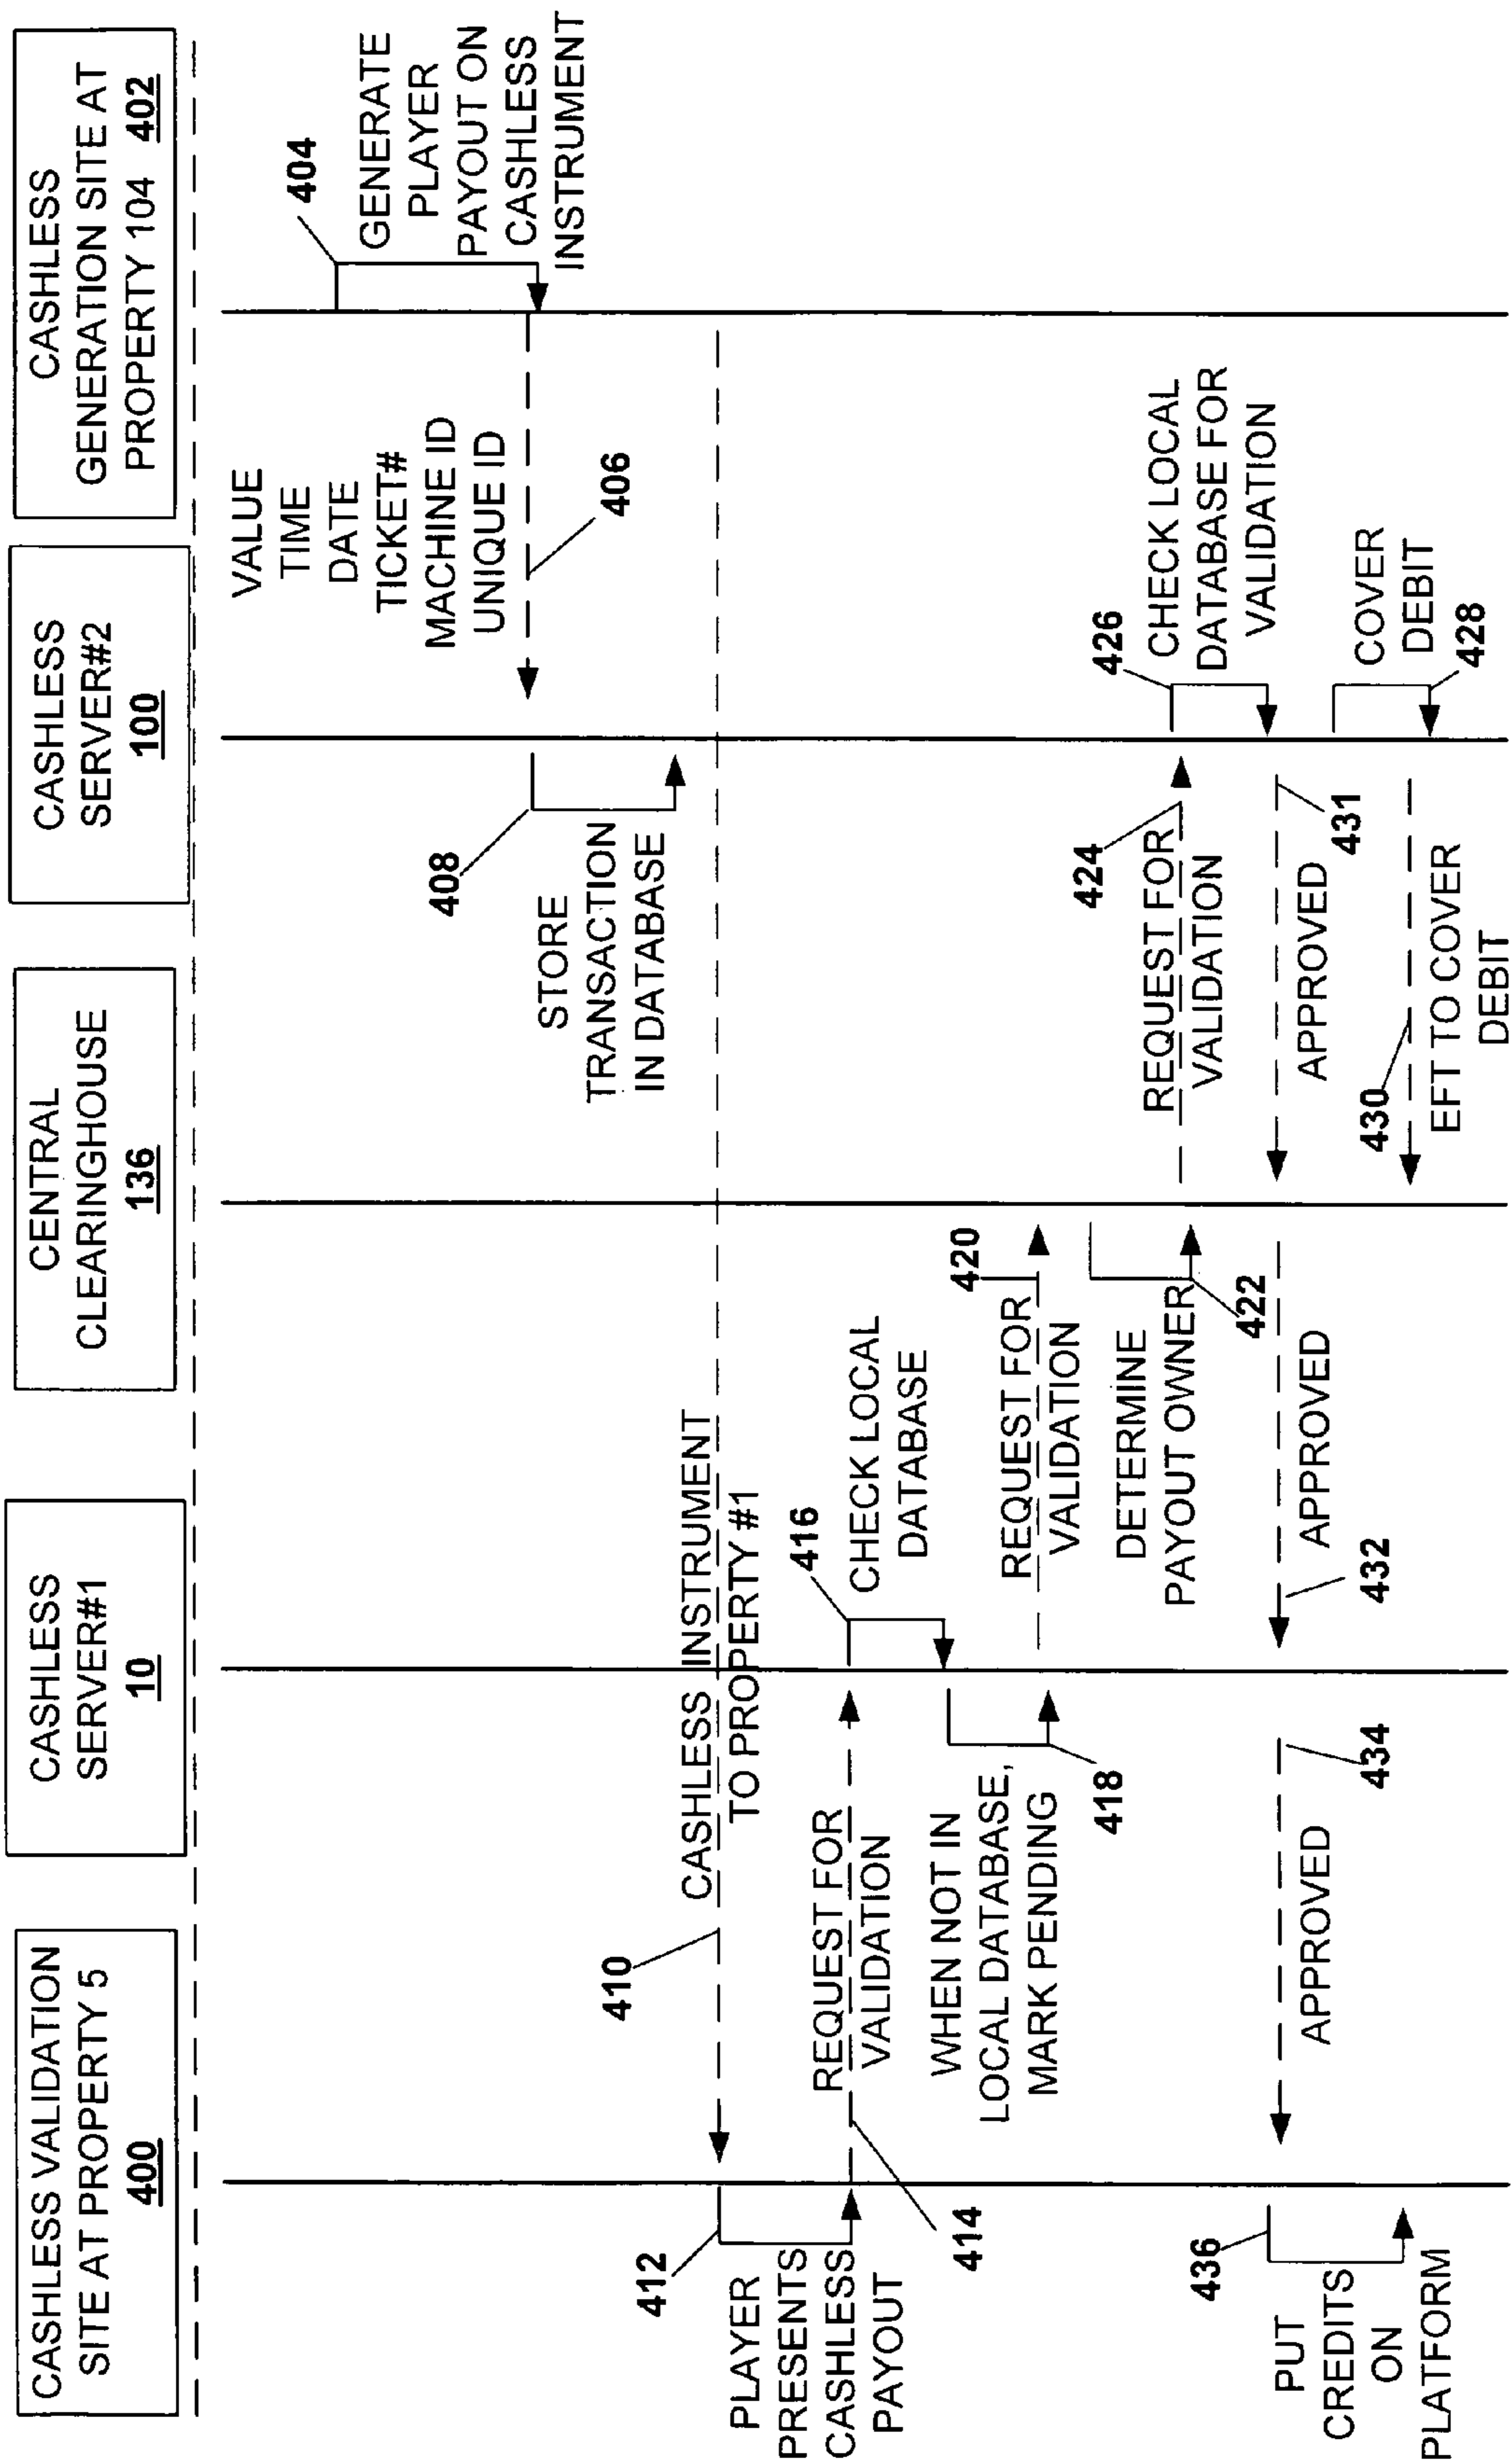 CASHLESS VALIDATION
SITE AT PROPERTY 5
400
CASHLESS
SERVER#1
10
CENTRAL
CLEARINGHOUSE
136
CASHLESS
SERVER#2
100
CASHLESS
GENERATION SITE AT
PROPERTY 104 402
404
GENERATE
PLAYER
PAYOUT ON
CASHLESS
INSTRUMENT
VALUE
TIME
DATE
TICKET#
MACHINE ID
UNIQUE ID
406
408
STORE
TRANSACTION
IN DATABASE
410
CASHLESS INSTRUMENT
TO PROPERTY #1
412
PLAYER
PRESENTS
CASHLESS
PAYOUT
414
REQUEST FOR
VALIDATION
416
CHECK LOCAL
DATABASE
WHEN NOT IN
LOCAL DATABASE,
MARK PENDING
418
420
REQUEST FOR
VALIDATION
DETERMINE
PAYOUT OWNER
422
424
REQUEST FOR
VALIDATION
426
CHECK LOCAL
DATABASE FOR
VALIDATION
COVER
DEBIT
428
431
APPROVED
430
EFT TO COVER
DEBIT
APPROVED
432
434
APPROVED
436
PUT
CREDITS
ON
PLATFORM